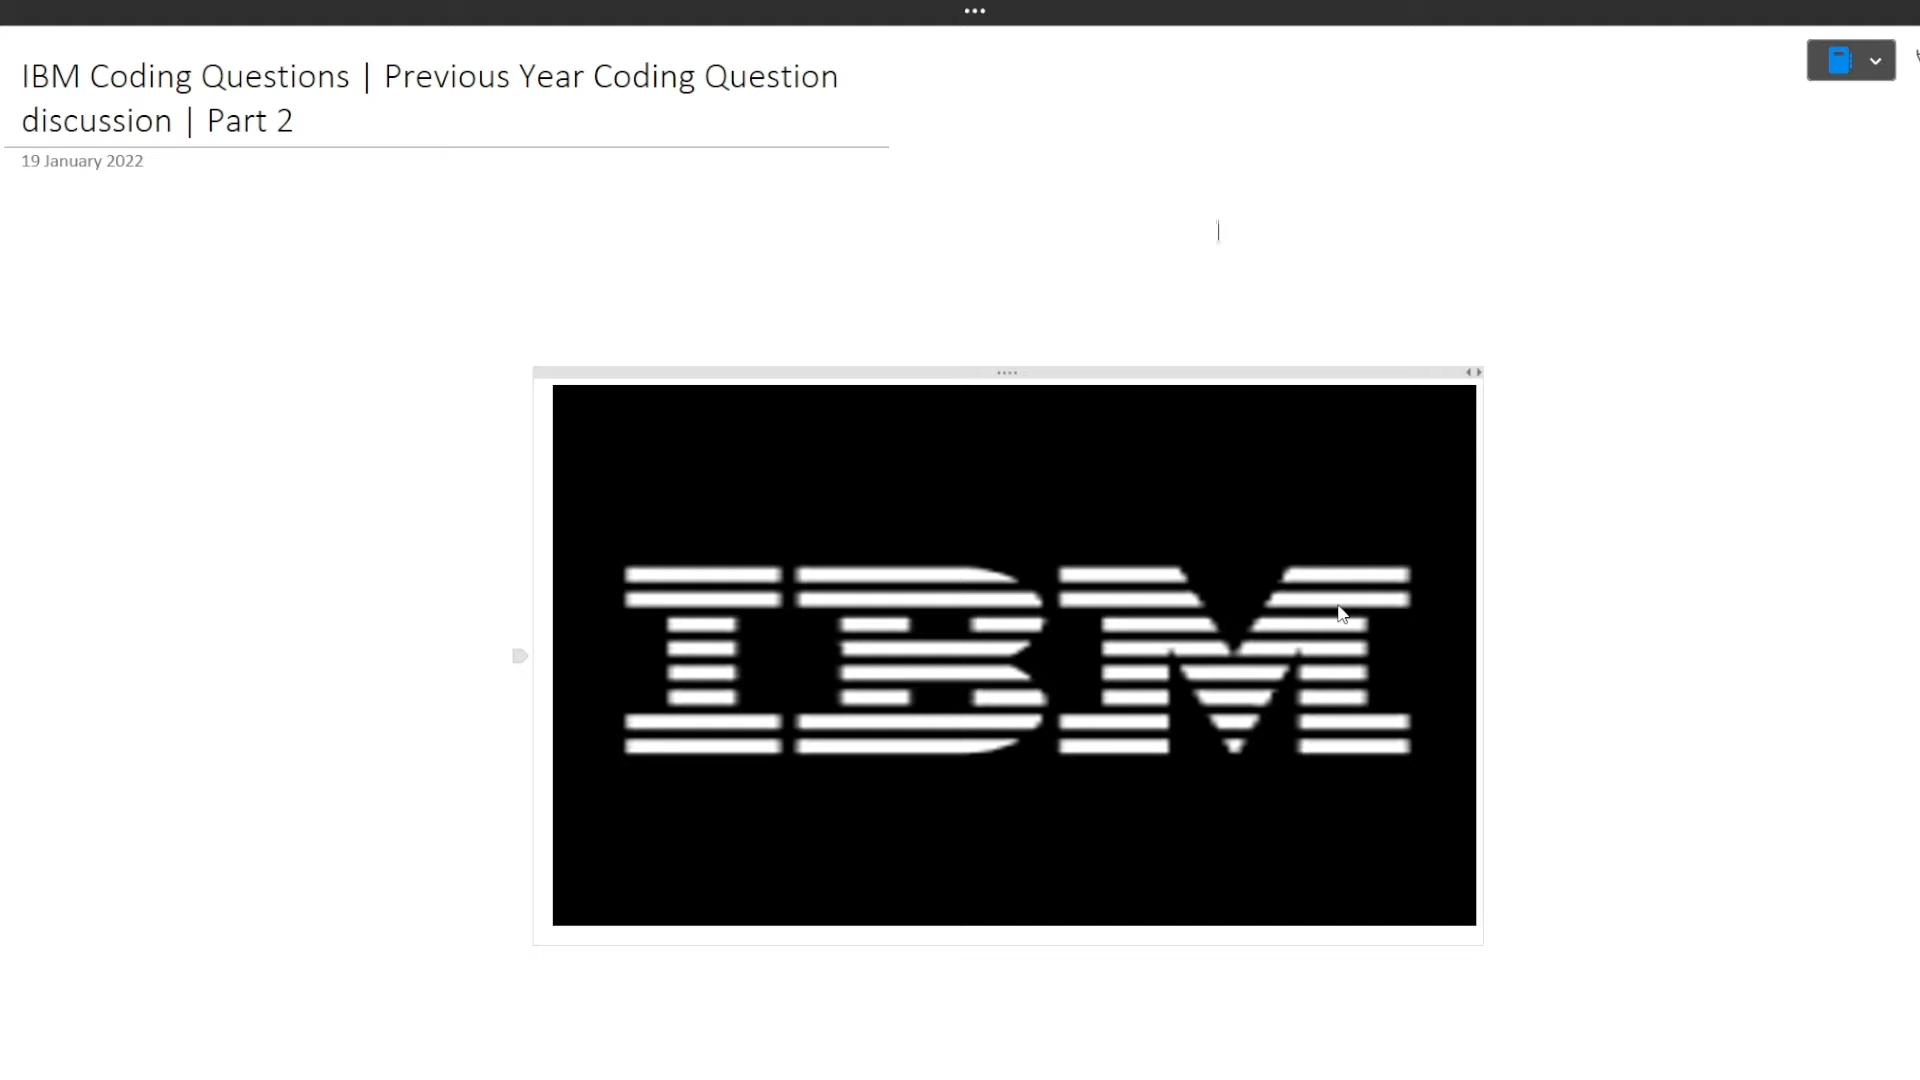 IBM Coding Questions | Previous Year Coding Question
discussion | Part 2
19 January 2022
IBM